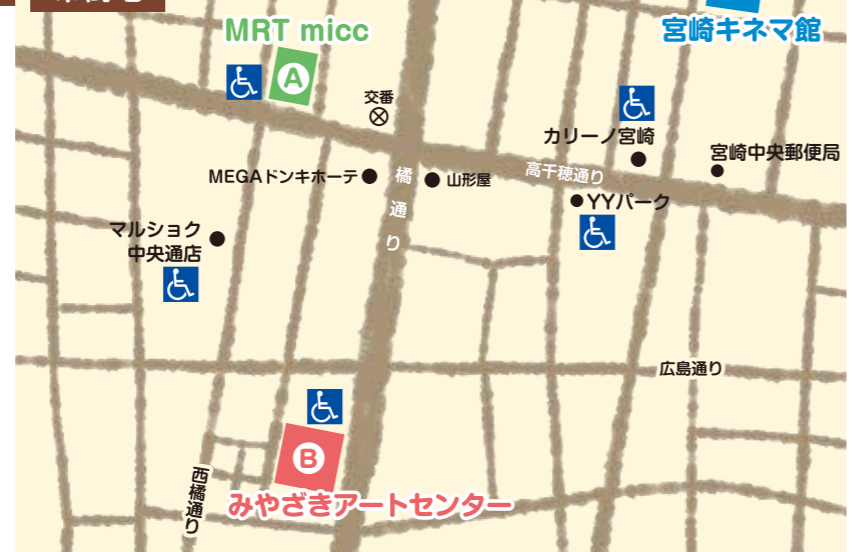 MRT micc
宮崎キネマ館
A
交番
カリーノ宮崎
宮崎中央郵便局
MEGAドンキホーテ
橘通り
山形屋
高千穂通り
YYパーク
マルショク
中央通店
広島通り
B
西橘通り
みやざきアートセンター